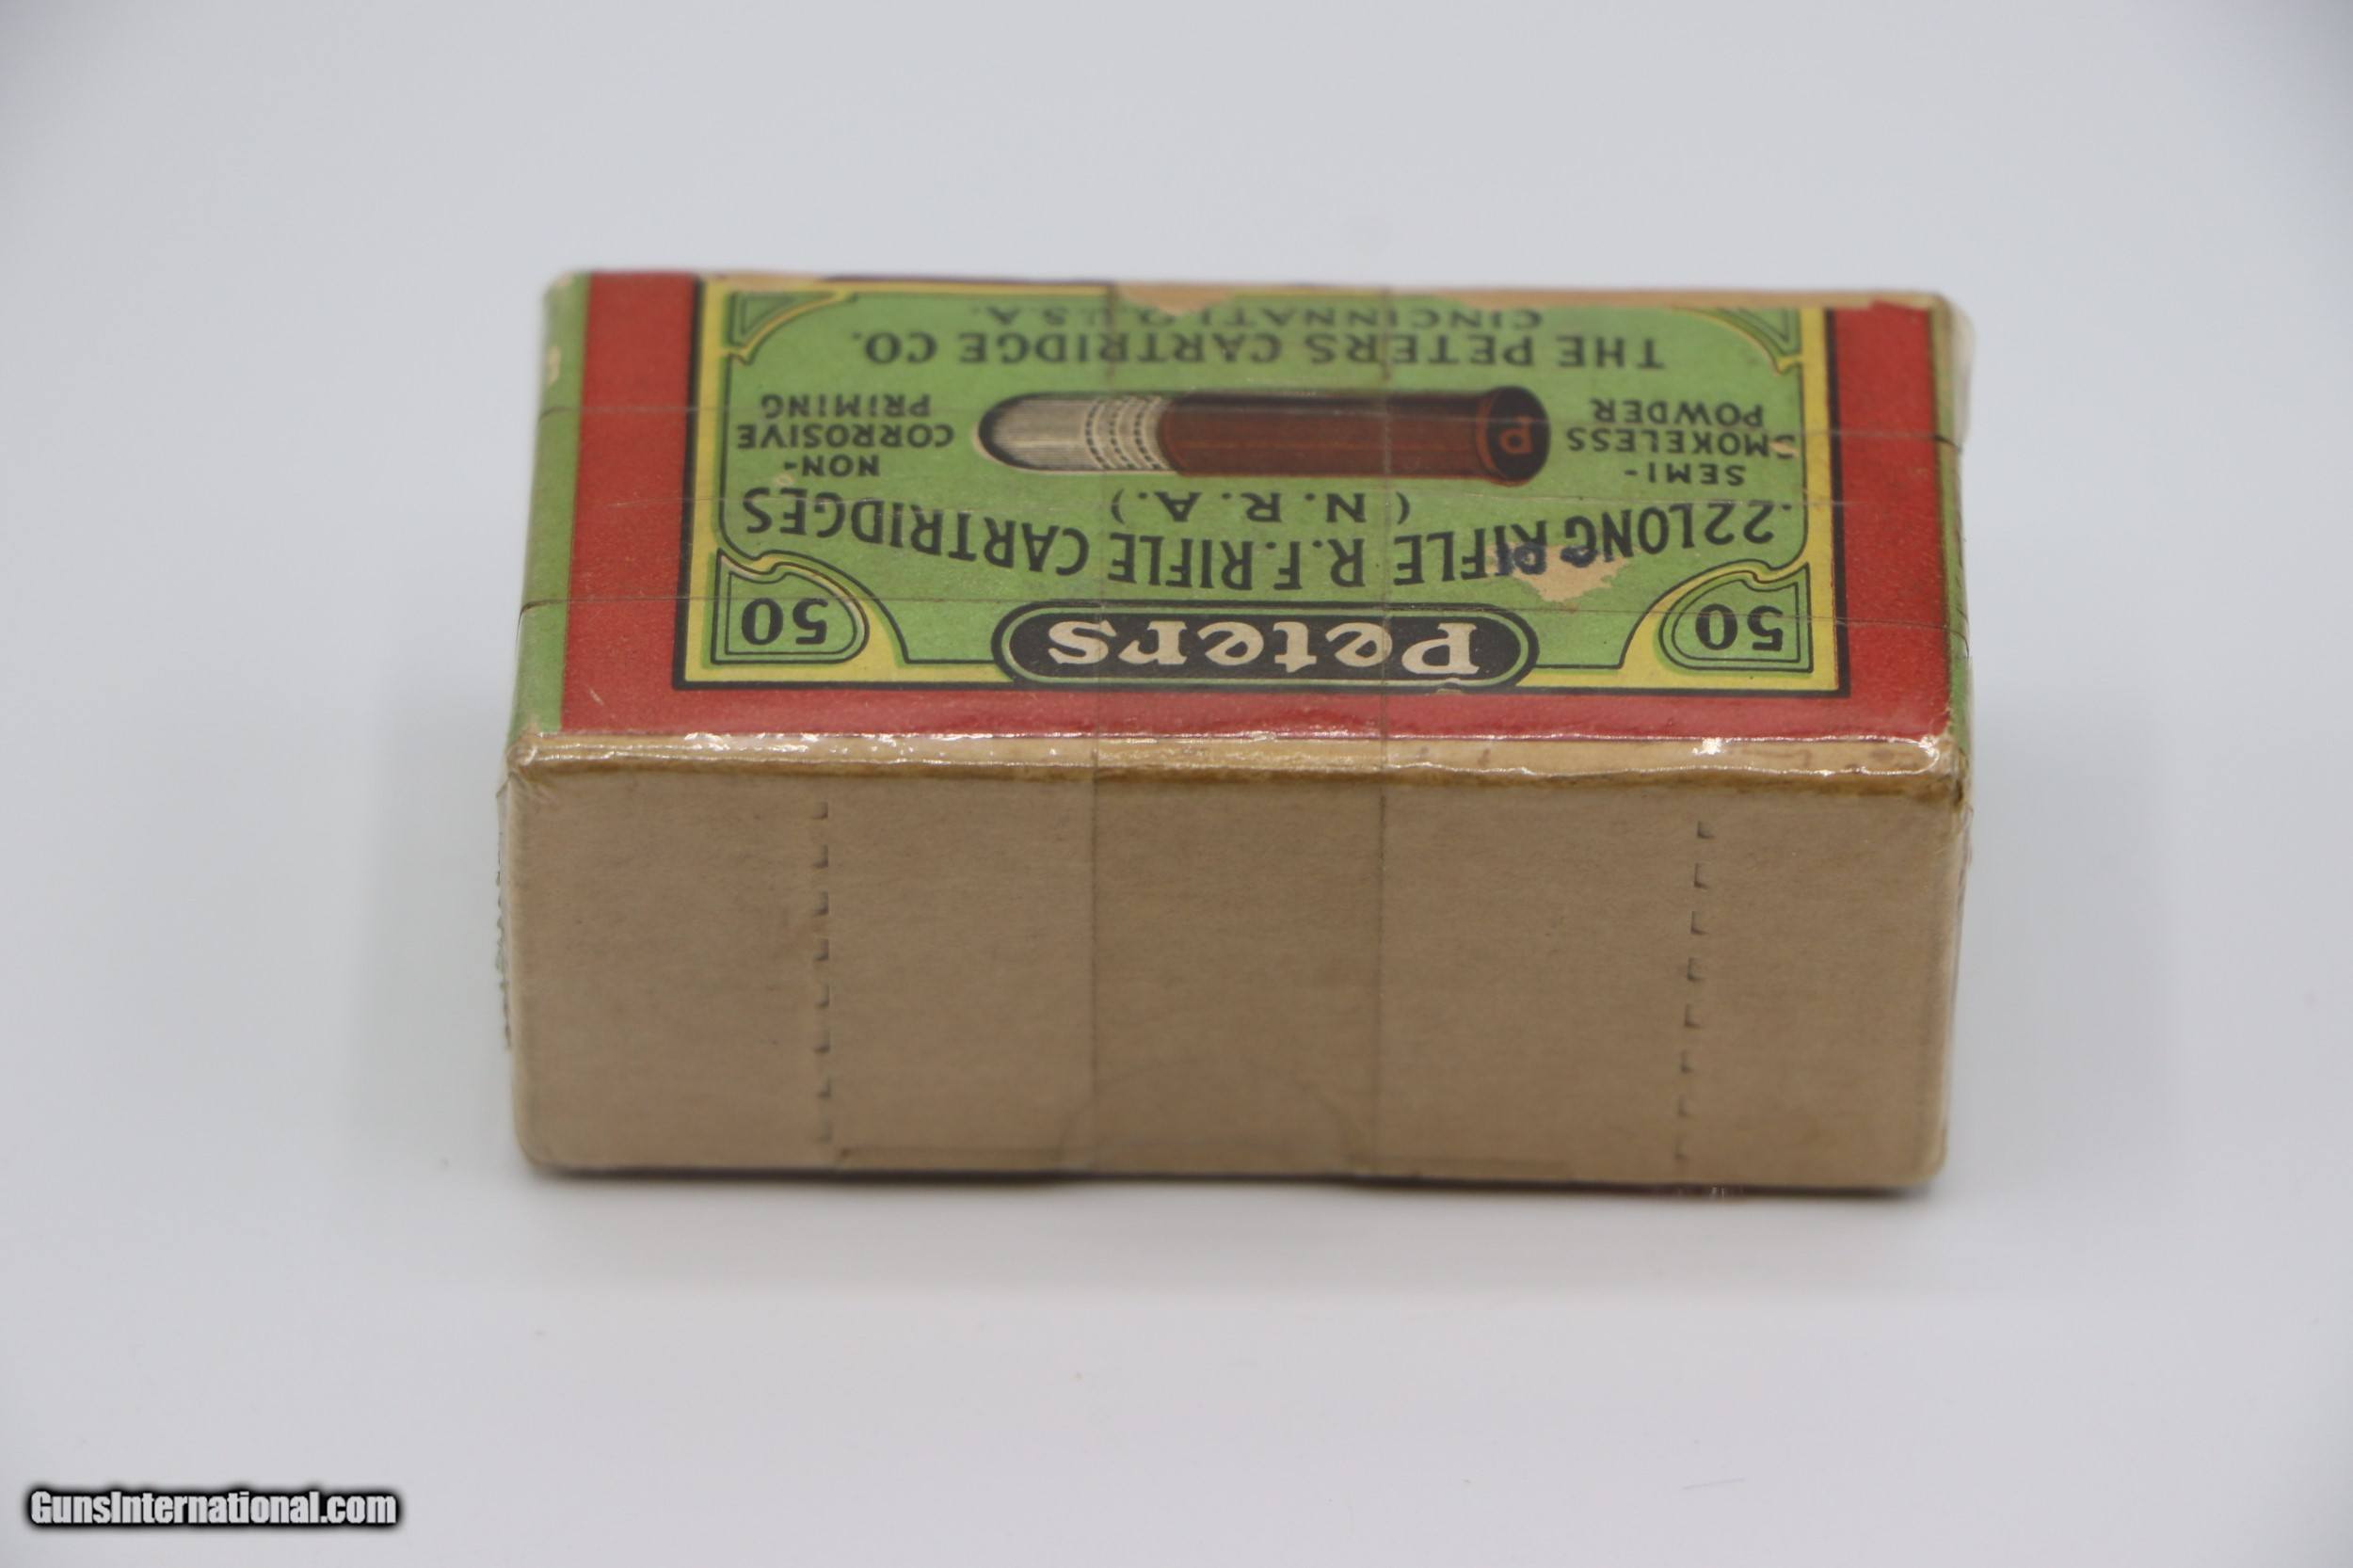 Peters
50 50
.22 LONG RIFLE R.F. RIFLE CARTRIDGES
(N.R.A.)
SEMI-
SMOKELESS
POWDER
P
NON-
CORROSIVE
PRIMING
THE PETERS CARTRIDGE CO.
CINCINNATI, O., U.S.A.
GunsInternational.com